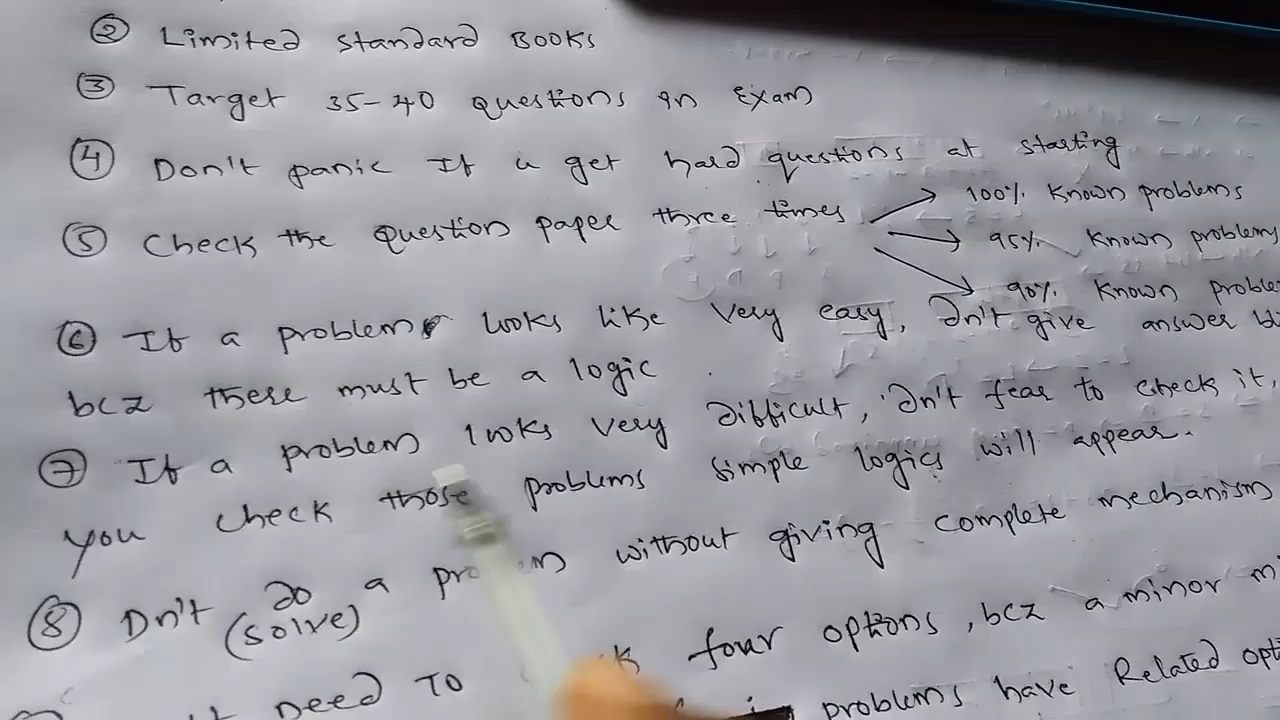 ② Limited Standard Books
③ Target 35-40 questions in Exam
④ Don't panic If u get hard questions at starting
⑤ Check the question paper three times
100% Known problems
95% Known problems
90% Known
⑥ If a problem looks like very easy, Dn't give answer
bcz there must be a logic
⑦ If a problem looks very difficult, Dn't fear to check it,
you check those problems simple logics will appear.
⑧ Dn't do (solve) a without giving complete mechanism
need To four options, bcz a minor
problems have Related